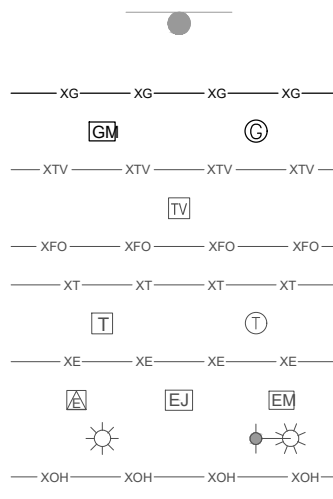 XG XG XG XG
GM G
XTV XTV XTV XTV
TV
XFO XFO XFO XFO
XT XT XT XT
T T
XE XE XE XE
E EJ EM
XOH XOH XOH XOH